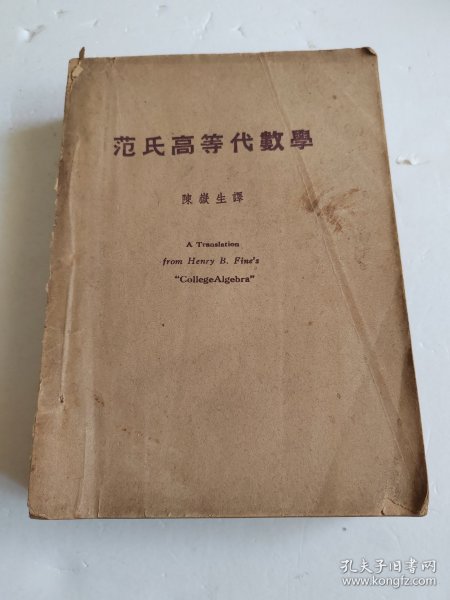 范氏高等代數學
陳嶽生譯
A Translation
from Henry B. Fine's
"CollegeAlgebra"
孔夫子旧书网
www.kongfz.com